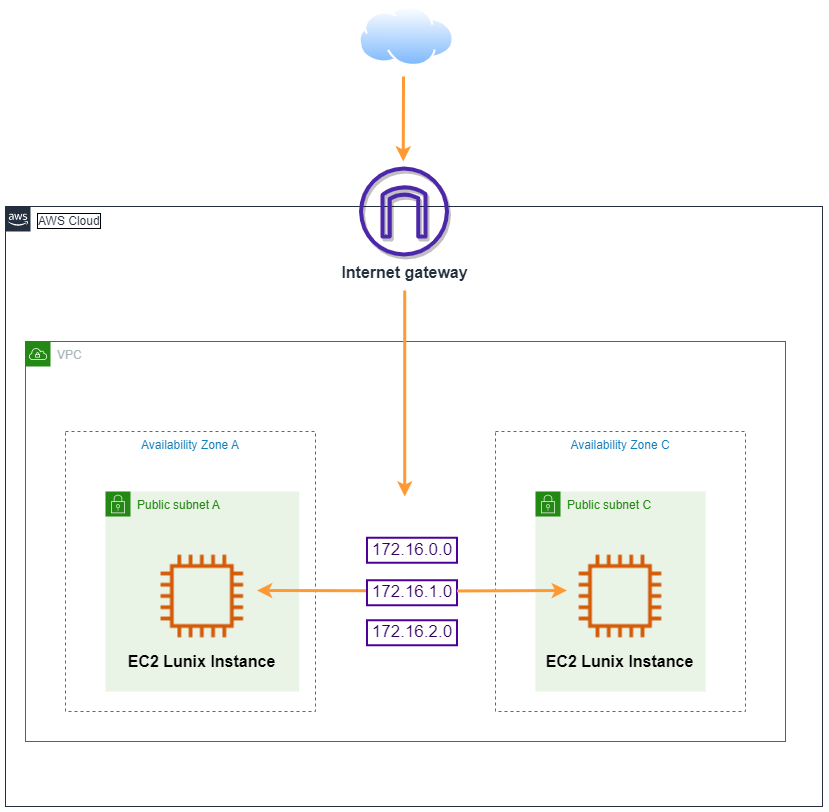 aws
AWS Cloud
Internet gateway
VPC
Availability Zone A
Availability Zone C
Public subnet A
Public subnet C
172.16.0.0
172.16.1.0
172.16.2.0
EC2 Lunix Instance
EC2 Lunix Instance